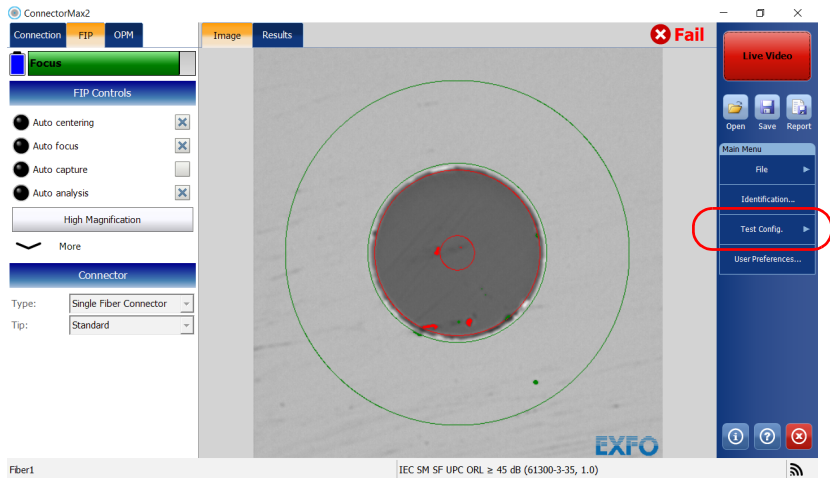 ConnectorMax2
Connection FIP OPM
Image Results
Fail
Live Video
Focus
FIP Controls
Auto centering
Auto focus
Auto capture
Auto analysis
High Magnification
More
Connector
Type: Single Fiber Connector
Tip: Standard
Open Save Report
Main Menu
File
Identification...
Test Config.
User Preferences...
EXFO
Fiber1
IEC SM SF UPC ORL ≥ 45 dB (61300-3-35, 1.0)